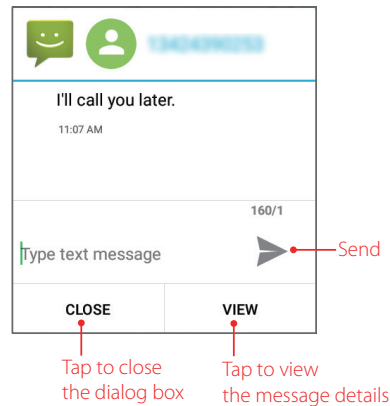 I'll call you later.
11:07 AM
160/1
Type text message
Send
CLOSE
VIEW
Tap to close
the dialog box
Tap to view
the message details